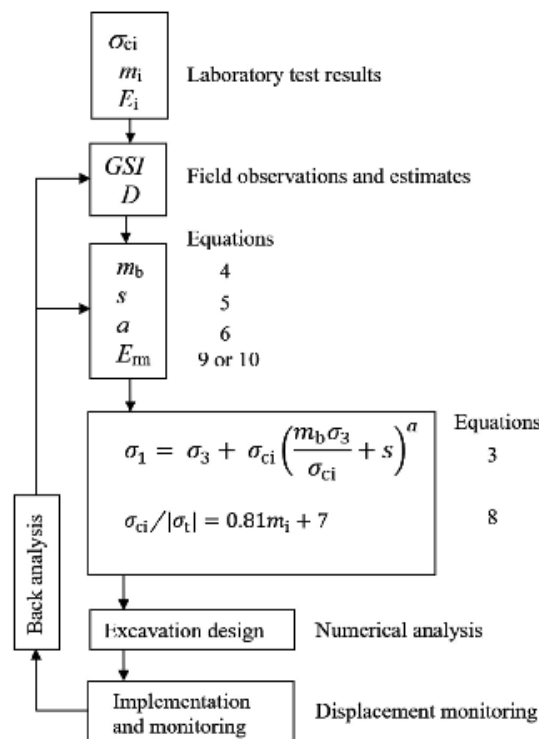 σci
mi
Ei
Laboratory test results
GSI
D
Field observations and estimates
Equations
mb 4
s 5
a 6
Erm 9 or 10
Equations
σ1 = σ3 + σci(mbσ3/σci + s)^a 3
σci/|σt| = 0.81mi + 7 8
Back analysis
Excavation design
Numerical analysis
Implementation
and monitoring
Displacement monitoring